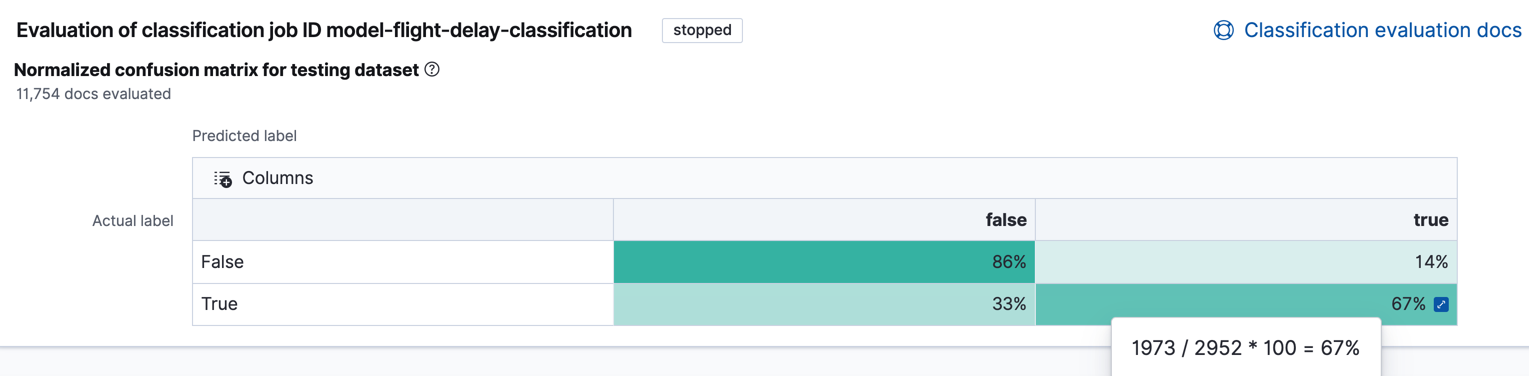 Evaluation of classification job ID model-flight-delay-classification stopped Classification evaluation docs
Normalized confusion matrix for testing dataset
11,754 docs evaluated
Predicted label
Columns
Actual label false true
False 86% 14%
True 33% 67%
1973 / 2952 * 100 = 67%